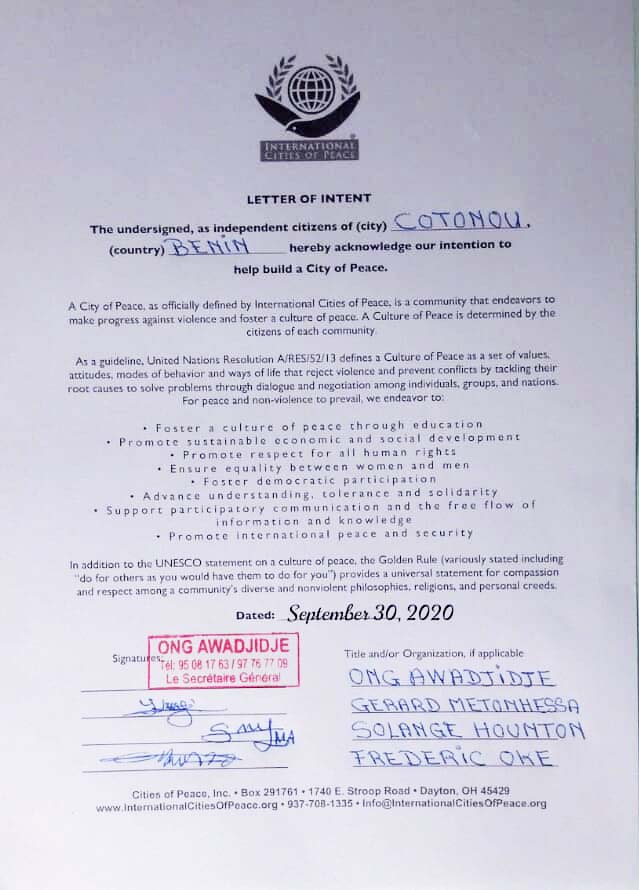 INTERNATIONAL
CITIES OF PEACE
LETTER OF INTENT
The undersigned, as independent citizens of (city) COTONOU,
(country) BENIN hereby acknowledge our intention to
help build a City of Peace.
A City of Peace, as officially defined by International Cities of Peace, is a community that endeavors to
make progress against violence and foster a culture of peace. A Culture of Peace is determined by the
citizens of each community.
As a guideline, United Nations Resolution A/RES/52/13 defines a Culture of Peace as a set of values,
attitudes, modes of behavior and ways of life that reject violence and prevent conflicts by tackling their
root causes to solve problems through dialogue and negotiation among individuals, groups, and nations.
For peace and non-violence to prevail, we endeavor to:
• Foster a culture of peace through education
• Promote sustainable economic and social development
• Promote respect for all human rights
• Ensure equality between women and men
• Foster democratic participation
• Advance understanding, tolerance and solidarity
• Support participatory communication and the free flow of
information and knowledge
• Promote international peace and security
In addition to the UNESCO statement on a culture of peace, the Golden Rule (variously stated including
"do for others as you would have them to do for you") provides a universal statement for compassion
and respect among a community's diverse and nonviolent philosophies, religions, and personal creeds.
Dated: September 30, 2020
Signatures:
ONG AWADJIDJE
Tél: 95 08 17 63 / 97 76 77 09
Le Secrétaire Général
Title and/or Organization, if applicable
ONG AWADJIDJE
GERARD METONHESSA
SOLANGE HOUNTON
FREDERIC OKE
Cities of Peace, Inc. • Box 291761 • 1740 E. Stroop Road • Dayton, OH 45429
www.InternationalCitiesOfPeace.org • 937-708-1335 • Info@InternationalCitiesOfPeace.org